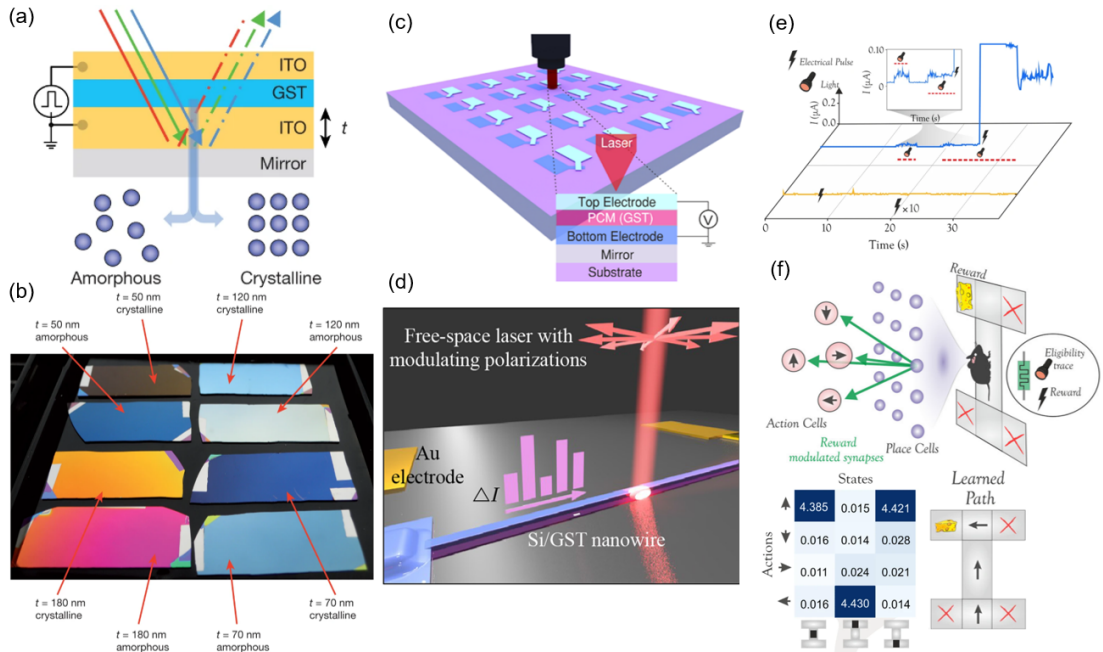 (a)
ITO
GST
ITO
t
Mirror
Amorphous
Crystalline
(b)
t = 50 nm
crystalline
t = 120 nm
crystalline
t = 50 nm
amorphous
t = 120 nm
amorphous
t = 180 nm
crystalline
t = 180 nm
amorphous
t = 70 nm
amorphous
t = 70 nm
crystalline
(c)
Laser
Top Electrode
PCM (GST)
Bottom Electrode
Mirror
Substrate
V
(d)
Free-space laser with
modulating polarizations
Au
electrode
△I
Si/GST nanowire
(e)
Electrical Pulse
Light
I (μA)
0.2
0.0
I (μA)
0.10
0.00
Time (s)
×10
0
10
20
30
Time (s)
(f)
Reward
Eligibility
trace
Reward
Action Cells
Place Cells
Reward
modulated synapses
States
Actions
4.385 0.015 4.421
0.016 0.014 0.028
0.011 0.024 0.021
0.016 4.430 0.014
Learned
Path